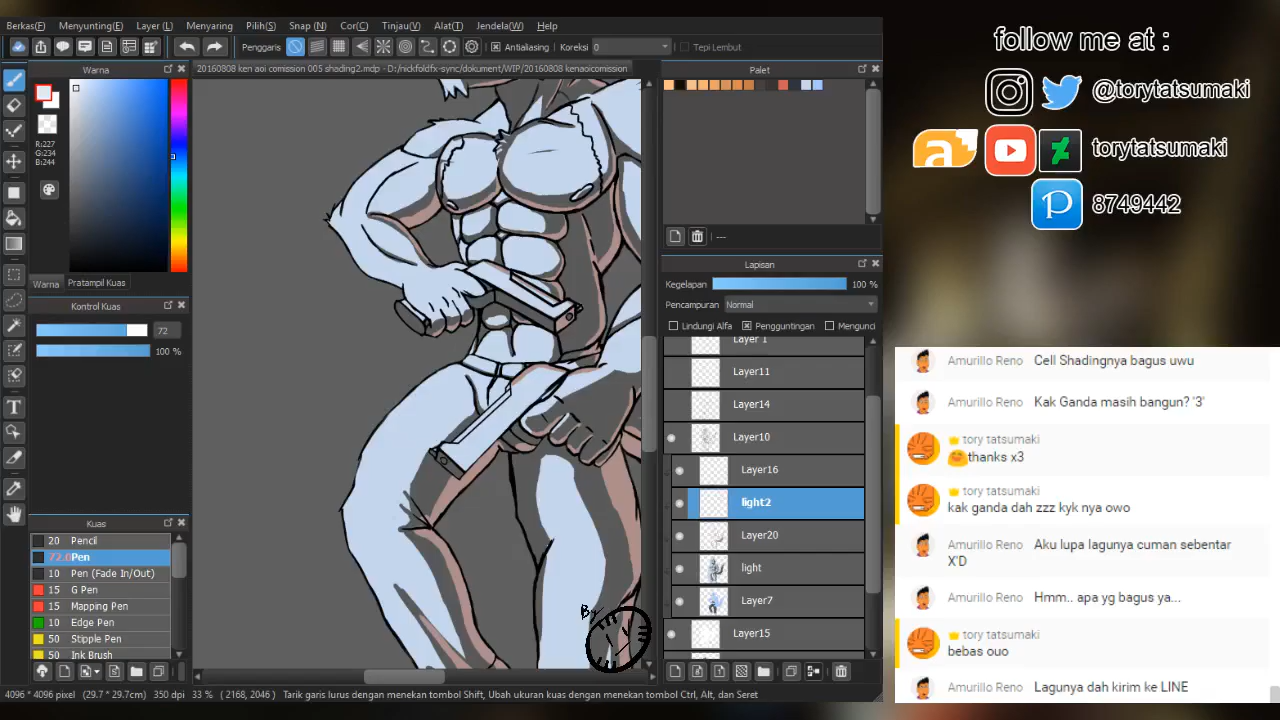 Berkas(F) Menyunting(E) Layer (L) Menyaring Pilih(S) Snap (N) Cor(C) Tinjau(V) Alat(T) Jendela(W) Help
Penggaris Antialiasing Koreksi 0 Tepi Lembut
Warna
20160808 ken aoi comission 005 shading2.mdp - D:/nickfoldfx-sync/dokument/WIP/20160808 kenaoicomission
Palet
R:227
G:234
B:244
Warna Pratampil Kuas
Kontrol Kuas
72
100 %
Kuas
20 Pencil
72.0 Pen
10 Pen (Fade In/Out)
15 G Pen
15 Mapping Pen
10 Edge Pen
50 Stipple Pen
50 Ink Brush
---
Lapisan
Kegelapan 100 %
Pencampuran Normal
Lindungi Alfa Pengguntingan Mengunci
Layer 1
Layer11
Layer14
Layer10
Layer16
light2
Layer20
light
Layer7
Layer15
By
4096 * 4096 pixel (29.7 * 29.7cm) 350 dpi 33 % ( 2168, 2046 ) Tarik garis lurus dengan menekan tombol Shift, Ubah ukuran kuas dengan menekan tombol Ctrl, Alt, dan Seret
follow me at :
@torytatsumaki
torytatsumaki
8749442
Amurillo Reno Cell Shadingnya bagus uwu
Amurillo Reno Kak Ganda masih bangun? '3'
tory tatsumaki
thanks x3
tory tatsumaki
kak ganda dah zzz kyk nya owo
Amurillo Reno Aku lupa lagunya cuman sebentar
X'D
Amurillo Reno Hmm.. apa yg bagus ya...
tory tatsumaki
bebas ouo
Amurillo Reno Lagunya dah kirim ke LINE